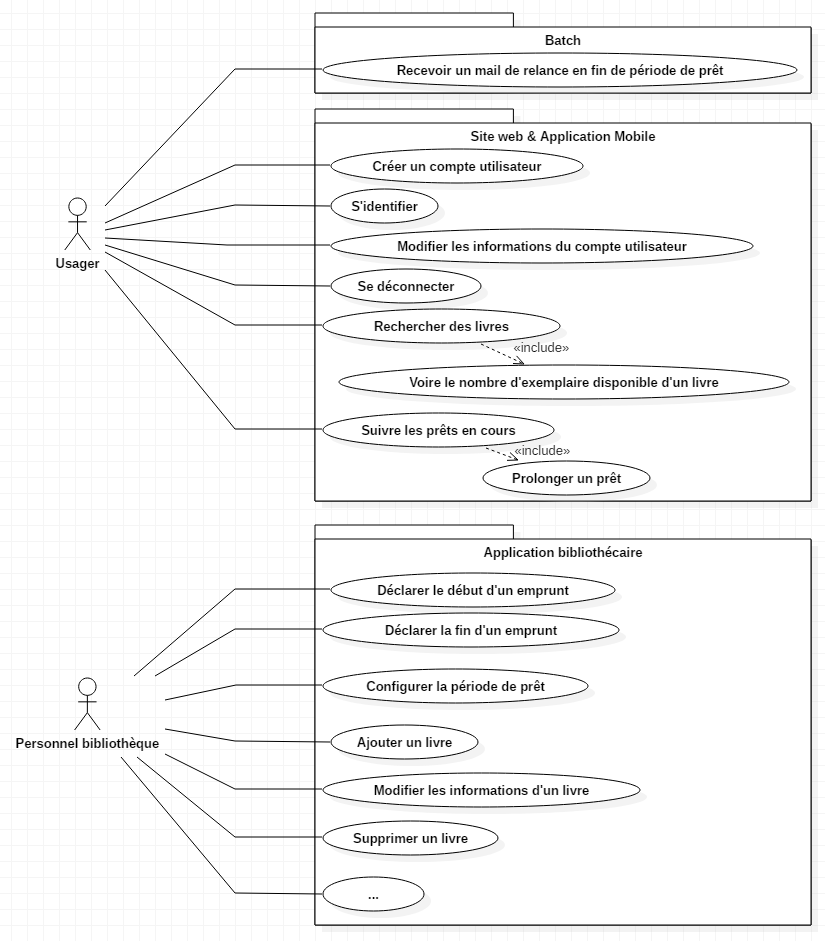 Batch
Recevoir un mail de relance en fin de période de prêt
Site web & Application Mobile
Créer un compte utilisateur
S'identifier
Modifier les informations du compte utilisateur
Usager
Se déconnecter
Rechercher des livres
«include»
Voire le nombre d'exemplaire disponible d'un livre
Suivre les prêts en cours
«include»
Prolonger un prêt
Application bibliothécaire
Déclarer le début d'un emprunt
Déclarer la fin d'un emprunt
Configurer la période de prêt
Personnel bibliothèque
Ajouter un livre
Modifier les informations d'un livre
Supprimer un livre
...